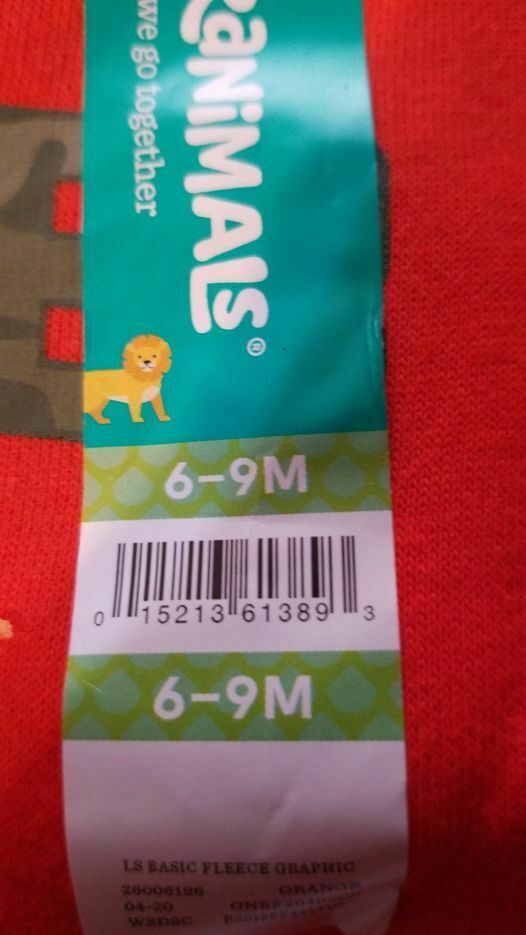 RANIMALS®
we go together
6-9M
0 15213 61389 3
6-9M
LS BASIC FLEECE GRAPHIC
26006196 ORANGE
04-20
WSDSC